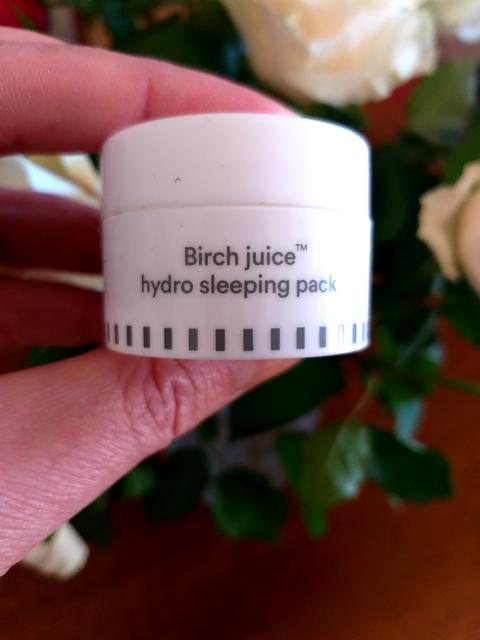 Birch juice™
hydro sleeping pack